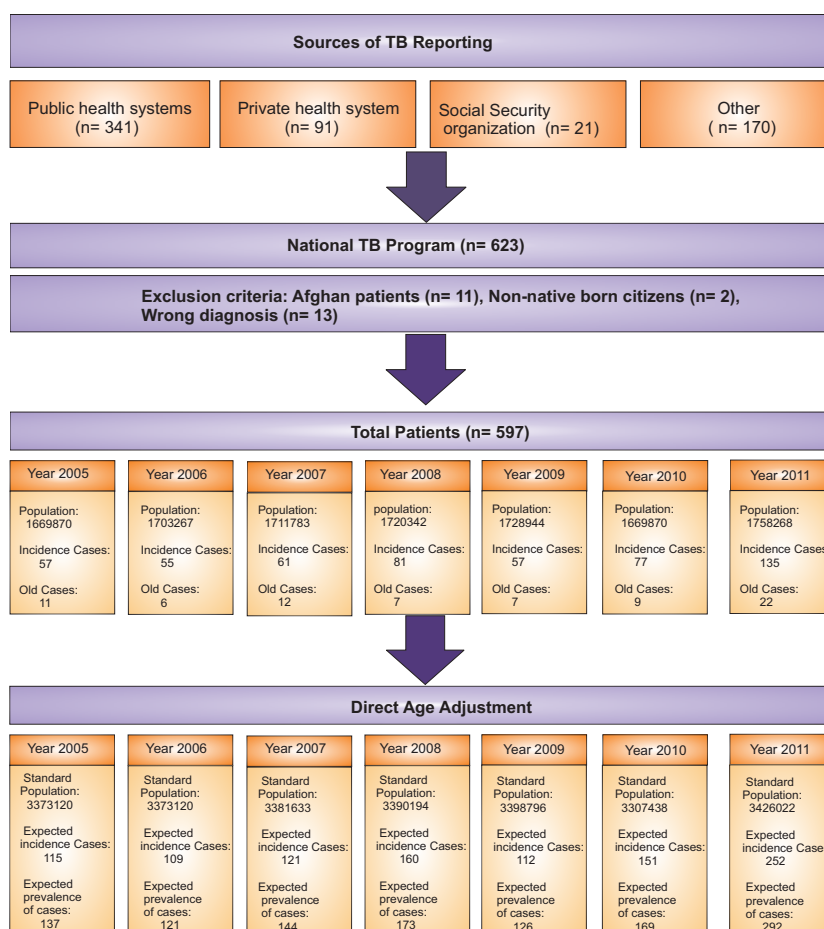 Sources of TB Reporting
Public health systems
(n= 341)
Private health system
(n= 91)
Social Security
organization (n= 21)
Other
( n= 170)
National TB Program (n= 623)
Exclusion criteria: Afghan patients (n= 11), Non-native born citizens (n= 2),
Wrong diagnosis (n= 13)
Total Patients (n= 597)
Year 2005
Population:
1669870
Incidence Cases:
57
Old Cases:
11
Year 2006
Population:
1703267
Incidence Cases:
55
Old Cases:
6
Year 2007
Population:
1711783
Incidence Cases:
61
Old Cases:
12
Year 2008
population:
1720342
Incidence Cases:
81
Old Cases:
7
Year 2009
Population:
1728944
Incidence Cases:
57
Old Cases:
7
Year 2010
Population:
1669870
Incidence Cases:
77
Old Cases:
9
Year 2011
Population:
1758268
Incidence Cases
135
Old Cases:
22
Direct Age Adjustment
Year 2005
Standard
Population:
3373120
Expected
incidence Cases:
115
Expected
prevalence
of cases:
137
Year 2006
Standard
Population:
3373120
Expected
incidence Cases:
109
Expected
prevalence
of cases:
121
Year 2007
Standard
Population:
3381633
Expected
incidence Cases:
121
Expected
prevalence
of cases:
144
Year 2008
Standard
Population:
3390194
Expected
incidence Cases:
160
Expected
prevalence
of cases:
173
Year 2009
Standard
Population:
3398796
Expected
incidence Cases:
112
Expected
prevalence
of cases:
126
Year 2010
Standard
Population:
3307438
Expected
incidence Cases:
151
Expected
prevalence
of cases:
169
Year 2011
Standard
Population:
3426022
Expected
incidence Case
252
Expected
prevalence
of cases:
292